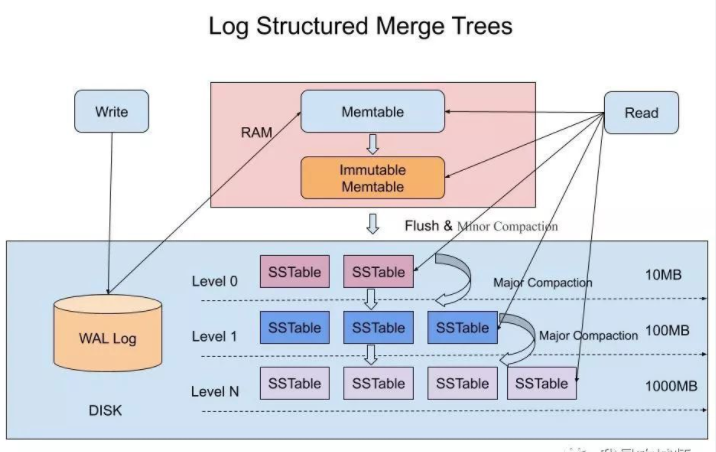 Log Structured Merge Trees
Write
Memtable
Read
RAM
Immutable
Memtable
Flush & Minor Compaction
Level 0
SSTable
SSTable
Major Compaction
10MB
WAL Log
Level 1
SSTable
SSTable
SSTable
Major Compaction
100MB
Level N
SSTable
SSTable
SSTable
SSTable
1000MB
DISK